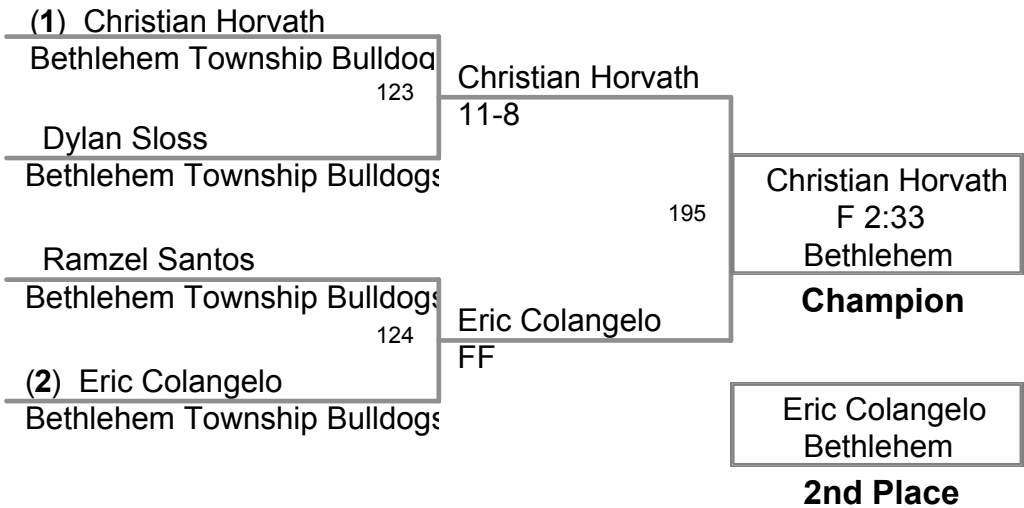 (1) Christian Horvath
Bethlehem Township Bulldog
123
Dylan Sloss
Bethlehem Township Bulldogs
Christian Horvath
11-8
Ramzel Santos
Bethlehem Township Bulldogs
124
(2) Eric Colangelo
Bethlehem Township Bulldogs
Eric Colangelo
FF
195
Christian Horvath
F 2:33
Bethlehem
Champion
Eric Colangelo
Bethlehem
2nd Place